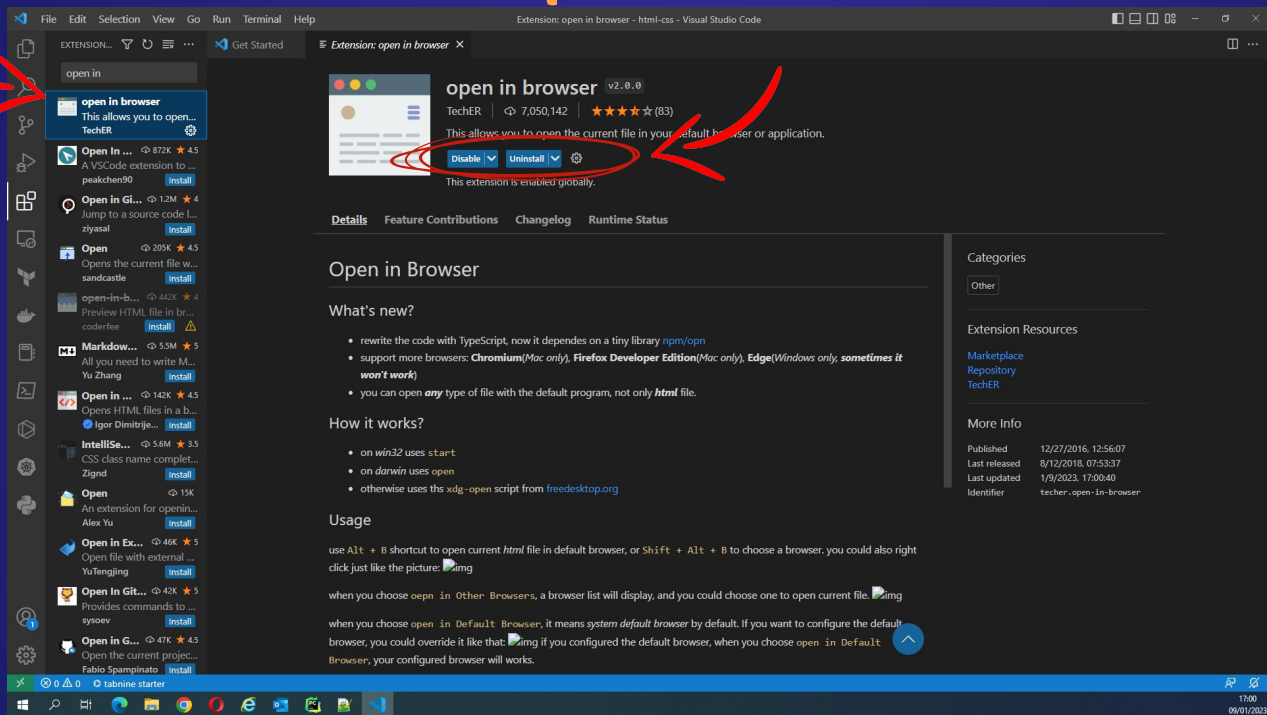 File Edit Selection View Go Run Terminal Help
Extension: open in browser - html-css - Visual Studio Code
EXTENSION...
Get Started
Extension: open in browser
open in
open in browser
This allows you to open...
TechER
Open In ... 872K ★ 4.5
A VSCode extension to ...
peakchen90 Install
Open in Gi... 1.2M ★ 4
Jump to a source code l...
ziyasal Install
Open 205K ★ 4.5
Opens the current file w...
sandcastle Install
open-in-b... 442K ★ 4
Preview HTML file in br...
coderfee Install
Markdow... 5.5M ★ 5
All you need to write M...
Yu Zhang Install
Open in ... 142K ★ 4.5
Opens HTML files in a b...
Igor Dimitrije... Install
IntelliSe... 5.6M ★ 3.5
CSS class name complet...
Zignd Install
Open 15K
An extension for openin...
Alex Yu Install
Open in Ex... 46K ★ 5
Open file with external ...
YuTengjing Install
Open In Git... 42K ★ 5
Provides commands to ...
sysoev Install
Open in G... 47K ★ 4.5
Open the current projec...
Fabio Spampinato Install
open in browser v2.0.0
TechER 7,050,142 (83)
This allows you to open the current file in your default browser or application.
Disable Uninstall
This extension is enabled globally.
Details Feature Contributions Changelog Runtime Status
Open in Browser
What's new?
• rewrite the code with TypeScript, now it dependes on a tiny library npm/opn
• support more browsers: Chromium(Mac only), Firefox Developer Edition(Mac only), Edge(Windows only, sometimes it
won't work)
• you can open any type of file with the default program, not only html file.
How it works?
• on win32 uses start
• on darwin uses open
• otherwise uses ths xdg-open script from freedesktop.org
Usage
use Alt + B shortcut to open current html file in default browser, or Shift + Alt + B to choose a browser. you could also right
click just like the picture: img
when you choose oepn in Other Browsers, a browser list will display, and you could choose one to open current file. img
when you choose open in Default Browser, it means system default browser by default. If you want to configure the default
browser, you could override it like that: img if you configured the default browser, when you choose open in Default
Browser, your configured browser will works.
Categories
Other
Extension Resources
Marketplace
Repository
TechER
More Info
Published 12/27/2016, 12:56:07
Last released 8/12/2018, 07:53:37
Last updated 1/9/2023, 17:00:40
Identifier techer.open-in-browser
1
0 0 tabnine starter
17:00
09/01/2023